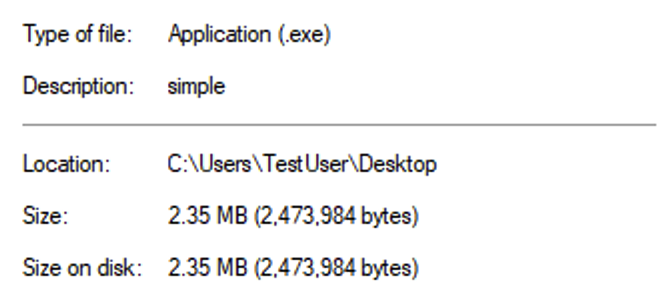 Type of file: Application (.exe)
Description: simple
Location: C:\Users\TestUser\Desktop
Size: 2.35 MB (2,473,984 bytes)
Size on disk: 2.35 MB (2,473,984 bytes)